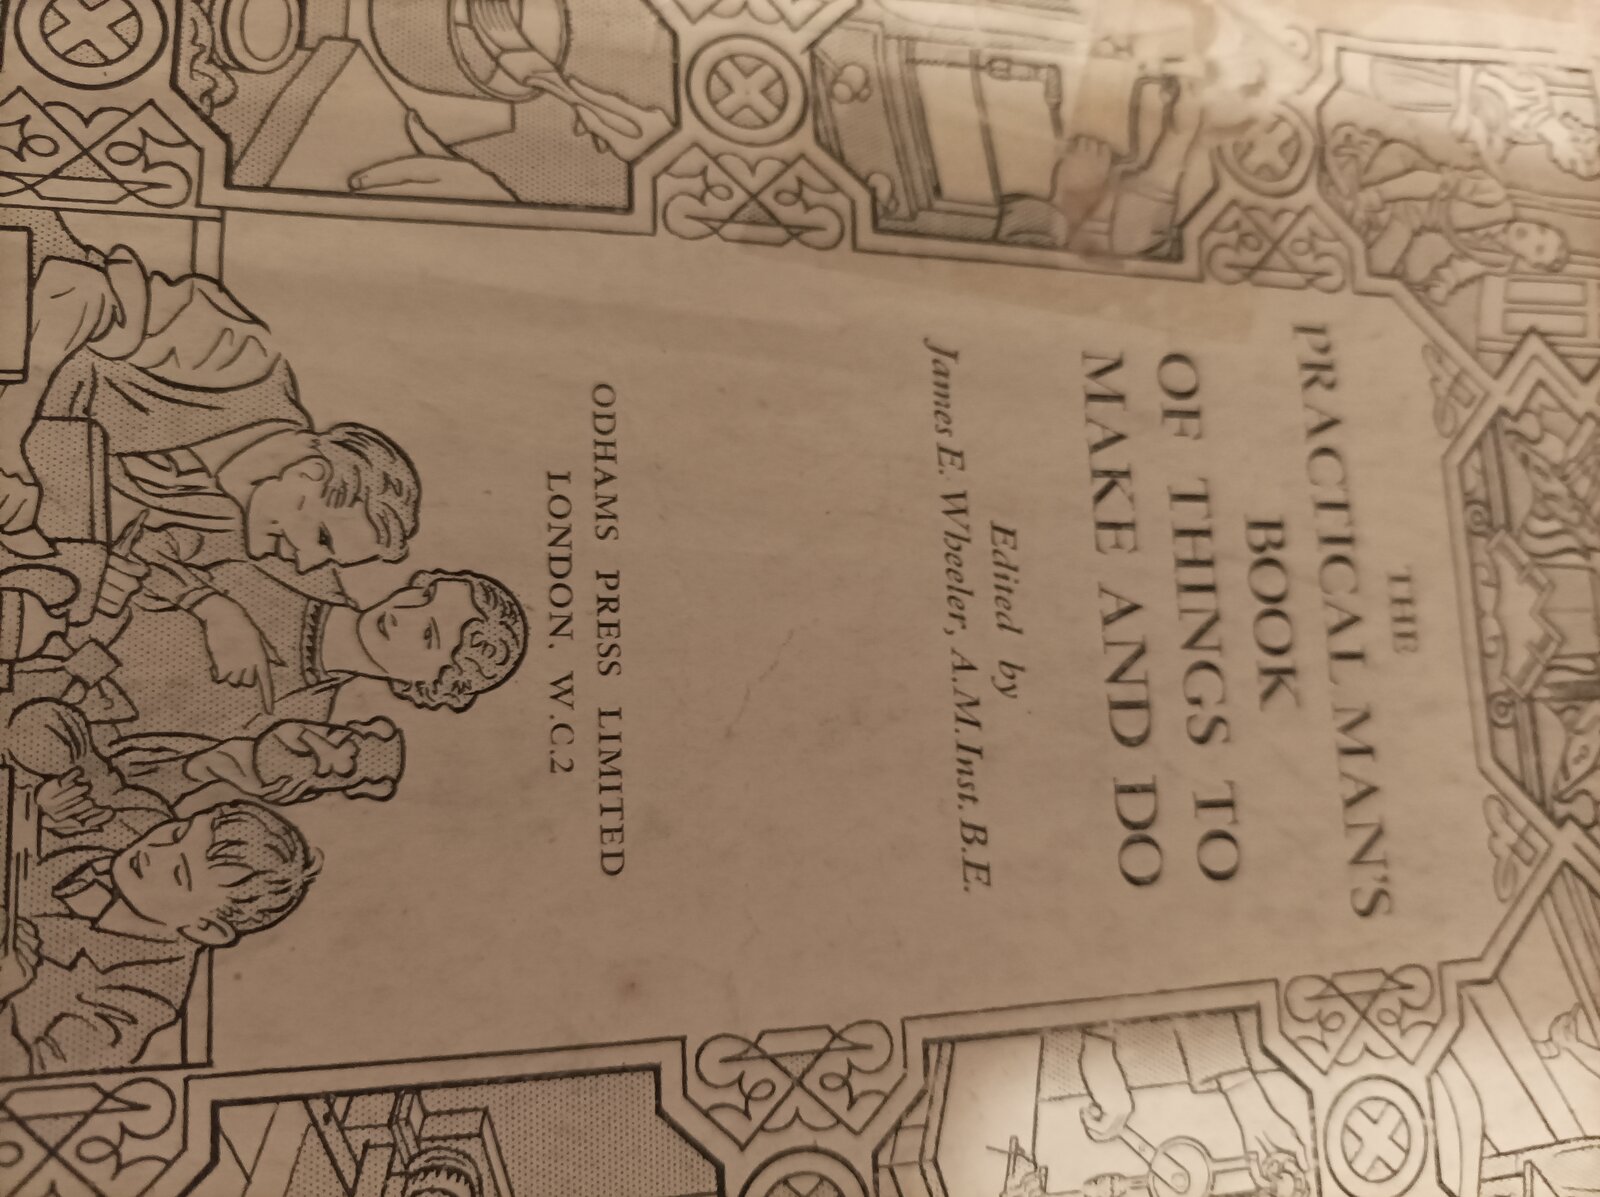 THE
PRACTICAL MAN'S
BOOK
OF THINGS TO
MAKE AND DO
Edited by
James E. Wheeler, A.M.Inst.B.E.
ODHAMS PRESS LIMITED
LONDON, W.C.2